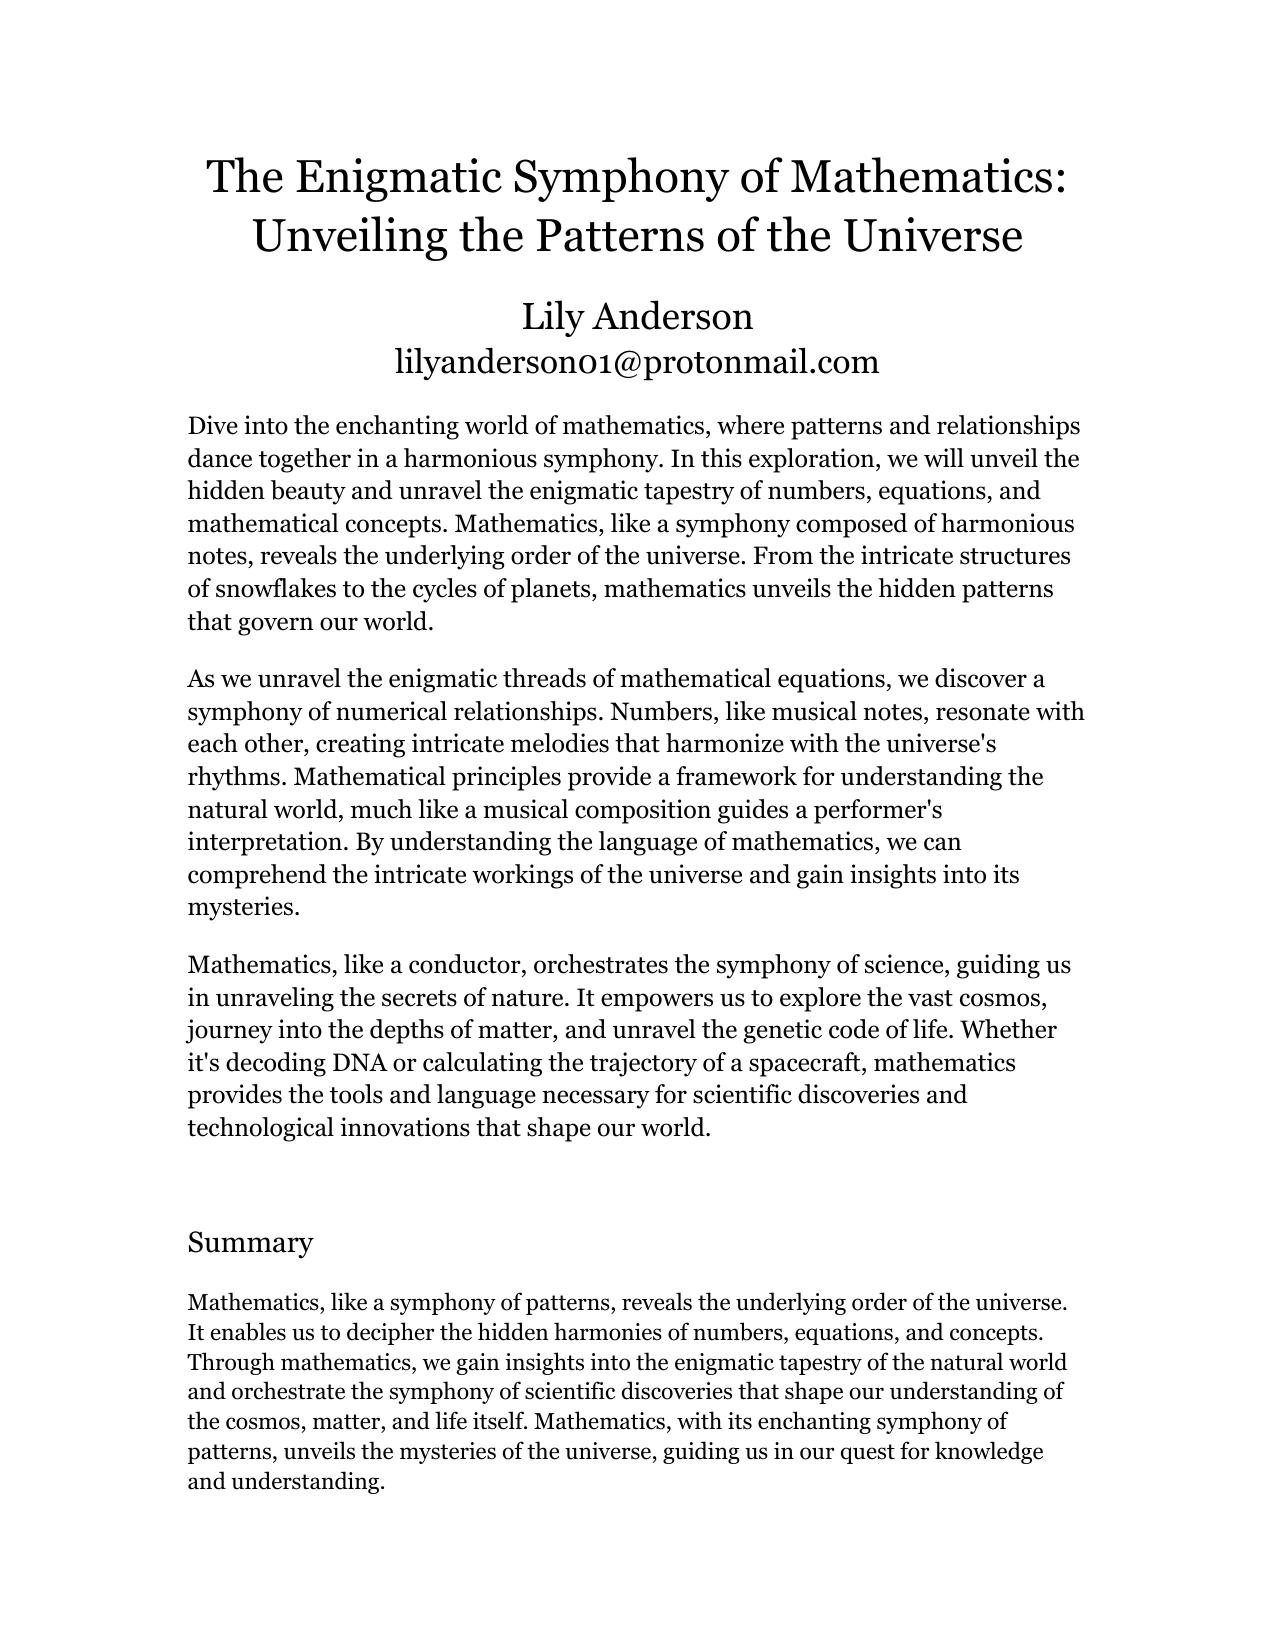 The Enigmatic Symphony of Mathematics:
Unveiling the Patterns of the Universe
Lily Anderson
lilyanderson01@protonmail.com
Dive into the enchanting world of mathematics, where patterns and relationships
dance together in a harmonious symphony. In this exploration, we will unveil the
hidden beauty and unravel the enigmatic tapestry of numbers, equations, and
mathematical concepts. Mathematics, like a symphony composed of harmonious
notes, reveals the underlying order of the universe. From the intricate structures
of snowflakes to the cycles of planets, mathematics unveils the hidden patterns
that govern our world.
As we unravel the enigmatic threads of mathematical equations, we discover a
symphony of numerical relationships. Numbers, like musical notes, resonate with
each other, creating intricate melodies that harmonize with the universe's
rhythms. Mathematical principles provide a framework for understanding the
natural world, much like a musical composition guides a performer's
interpretation. By understanding the language of mathematics, we can
comprehend the intricate workings of the universe and gain insights into its
mysteries.
Mathematics, like a conductor, orchestrates the symphony of science, guiding us
in unraveling the secrets of nature. It empowers us to explore the vast cosmos,
journey into the depths of matter, and unravel the genetic code of life. Whether
it's decoding DNA or calculating the trajectory of a spacecraft, mathematics
provides the tools and language necessary for scientific discoveries and
technological innovations that shape our world.
Summary
Mathematics, like a symphony of patterns, reveals the underlying order of the universe.
It enables us to decipher the hidden harmonies of numbers, equations, and concepts.
Through mathematics, we gain insights into the enigmatic tapestry of the natural world
and orchestrate the symphony of scientific discoveries that shape our understanding of
the cosmos, matter, and life itself. Mathematics, with its enchanting symphony of
patterns, unveils the mysteries of the universe, guiding us in our quest for knowledge
and understanding.